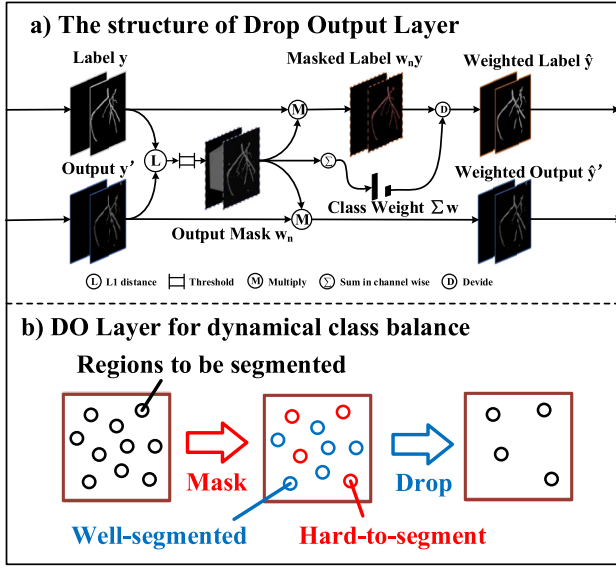 a) The structure of Drop Output Layer
Label y
Masked Label wₙy
Weighted Label ŷ
M
D
Output y’
L
Σ
Weighted Output ŷ’
Class Weight Σw
Output Mask wₙ
M
L L1 distance
Threshold
M Multiply
Σ Sum in channel wise
D Devide
b) DO Layer for dynamical class balance
Regions to be segmented
Mask
Drop
Well-segmented
Hard-to-segment